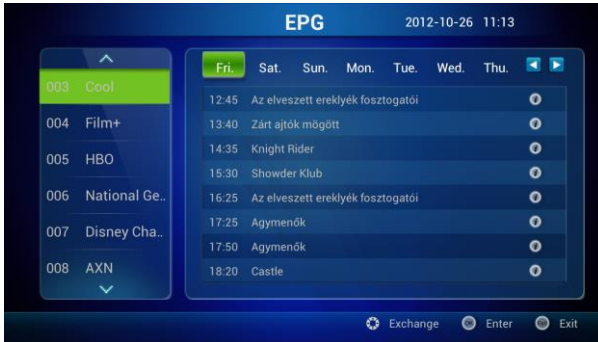 EPG 2012-10-26 11:13
003 Cool
004 Film+
005 HBO
006 National Ge..
007 Disney Cha..
008 AXN
Fri. Sat. Sun. Mon. Tue. Wed. Thu.
12:45 Az elveszett ereklyék fosztogatói
13:40 Zárt ajtók mögött
14:35 Knight Rider
15:30 Showder Klub
16:25 Az elveszett ereklyék fosztogatói
17:25 Agymenők
17:50 Agymenők
18:20 Castle
Exchange Enter Exit